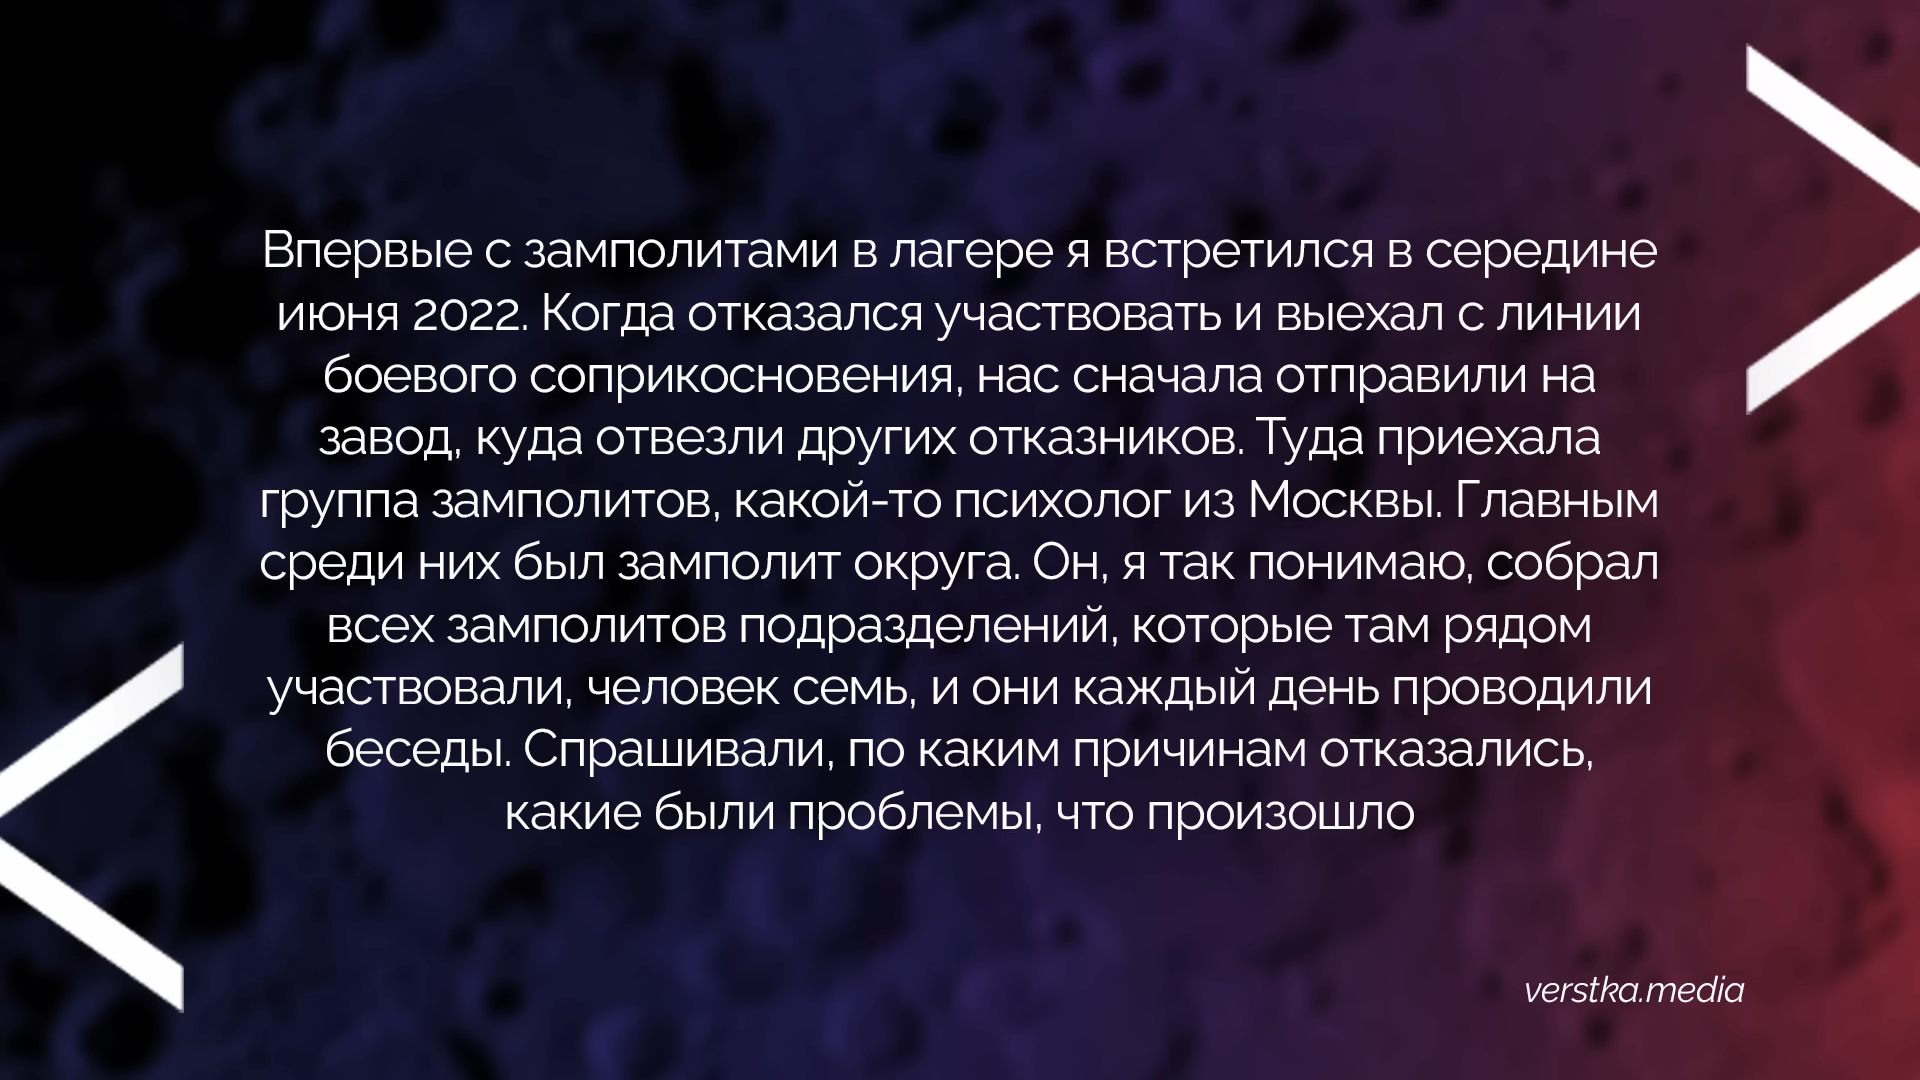 Впервые с замполитами в лагере я встретился в середине
июня 2022. Когда отказался участвовать и выехал с линии
боевого соприкосновения, нас сначала отправили на
завод, куда отвезли других отказников. Туда приехала
группа замполитов, какой-то психолог из Москвы. Главным
среди них был замполит округа. Он, я так понимаю, собрал
всех замполитов подразделений, которые там рядом
участвовали, человек семь, и они каждый день проводили
беседы. Спрашивали, по каким причинам отказались,
какие были проблемы, что произошло
verstka.media